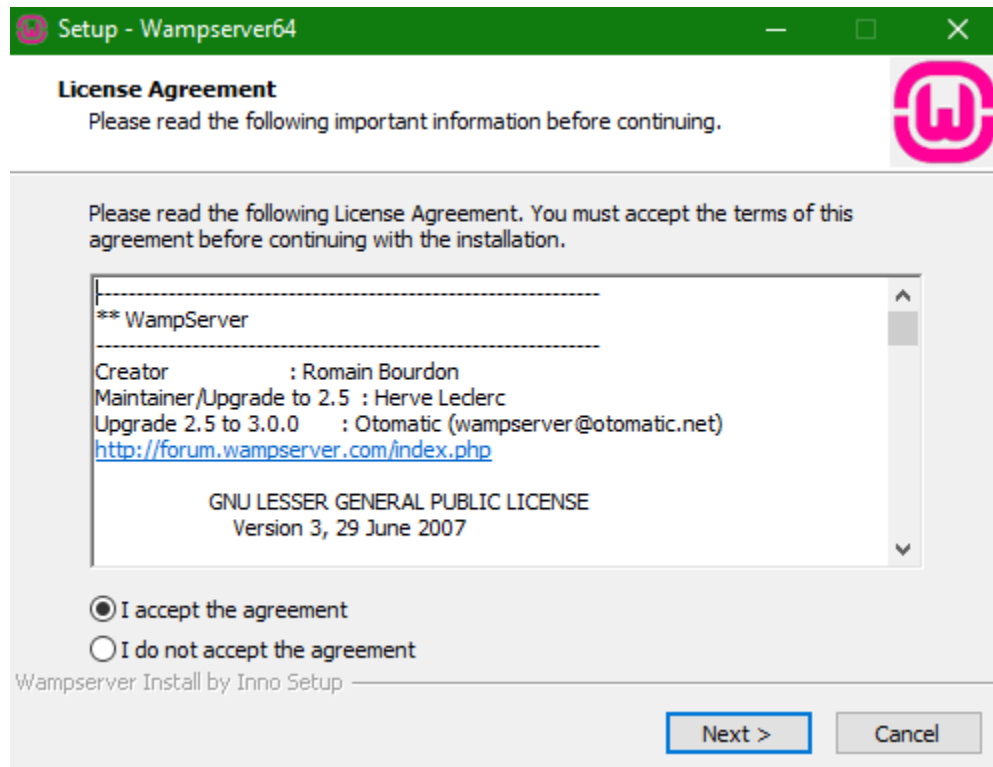 Setup - Wampserver64
License Agreement
Please read the following important information before continuing.
Please read the following License Agreement. You must accept the terms of this
agreement before continuing with the installation.
----------------------------------------------------------------
** WampServer
----------------------------------------------------------------
Creator : Romain Bourdon
Maintainer/Upgrade to 2.5 : Herve Leclerc
Upgrade 2.5 to 3.0.0 : Otomatic (wampserver@otomatic.net)
http://forum.wampserver.com/index.php
GNU LESSER GENERAL PUBLIC LICENSE
Version 3, 29 June 2007
I accept the agreement
I do not accept the agreement
Wampserver Install by Inno Setup
Next >
Cancel